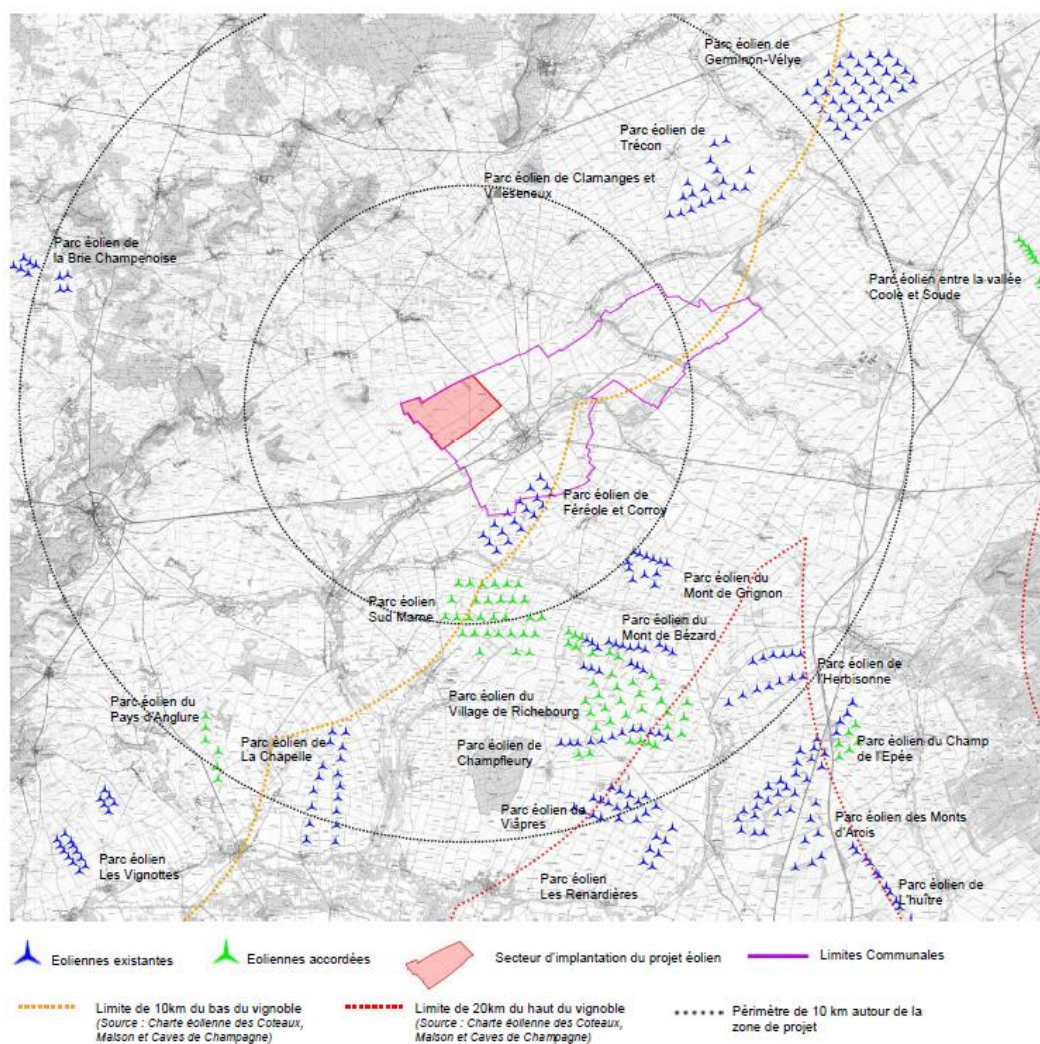 Parc éolien de
Germinon-Vélye
Parc éolien de
Trécon
Parc éolien de Clamanges et
Villeseneux
Parc éolien de
la Brie Champenoise
Parc éolien entre la vallée
Coole et Soude
Parc éolien de
Féréole et Corroy
Parc éolien du
Mont de Grignon
Parc éolien
Sud Marne
Parc éolien du
Mont de Bézard
Parc éolien de
l'Herbisonne
Parc éolien du
Pays d'Anglure
Parc éolien du
Village de Richebourg
Parc éolien de
La Chapelle
Parc éolien de
Champfleury
Parc éolien du Champ
de l'Epée
Parc éolien de
Viâpres
Parc éolien des Monts
d'Arcis
Parc éolien
Les Vignottes
Parc éolien
Les Renardières
Parc éolien de
L'huître
Eoliennes existantes
Eoliennes accordées
Secteur d'implantation du projet éolien
Limites Communales
Limite de 10km du bas du vignoble
(Source : Charte éolienne des Coteaux,
Maison et Caves de Champagne)
Limite de 20km du haut du vignoble
(Source : Charte éolienne des Coteaux,
Maison et Caves de Champagne)
Périmètre de 10 km autour de la
zone de projet